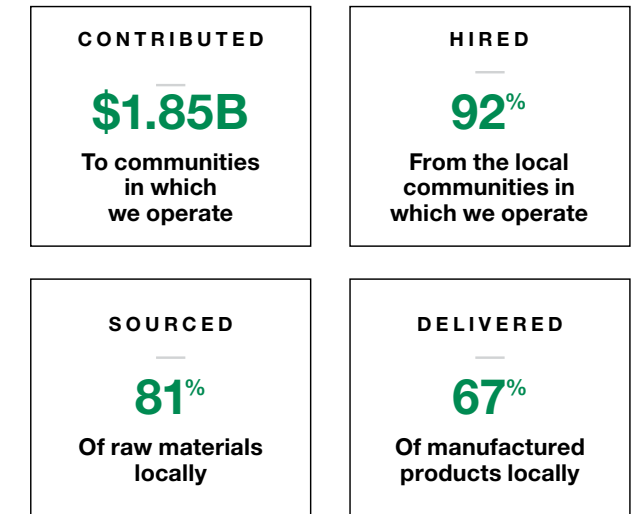 CONTRIBUTED
$1.85B
To communities
in which
we operate
HIRED
92%
From the local
communities in
which we operate
SOURCED
81%
Of raw materials
locally
DELIVERED
67%
Of manufactured
products locally